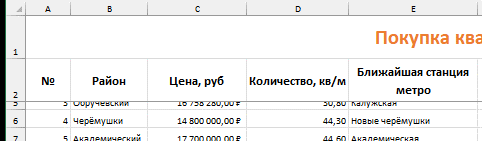 A B C D E
1 Покупка ква
2 № Район Цена, руб Количество, кв/м Ближайшая станция
метро
5 3 Обручевский 16 758 280,00 ₽ 30,80 Калужская
6 4 Черёмушки 14 800 000,00 ₽ 44,30 Новые черёмушки
7 5 Академический 17 700 000,00 ₽ 44,60 Академическая